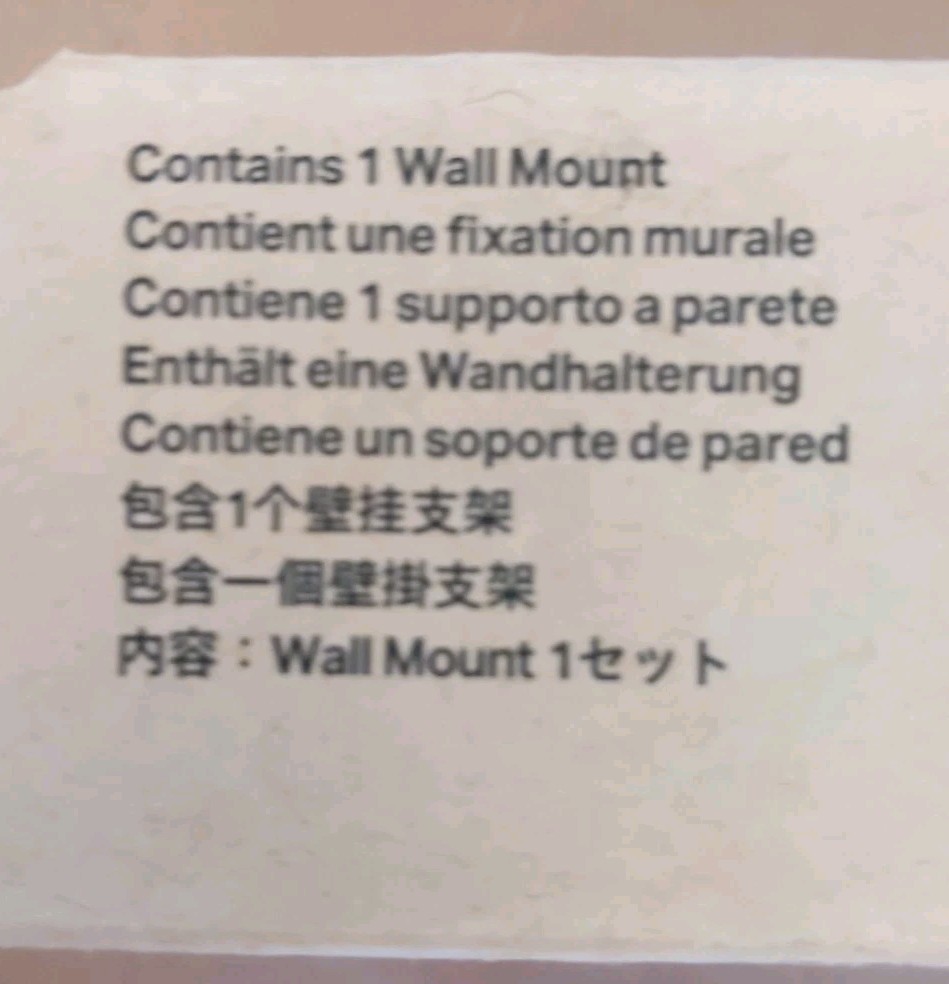 Contains 1 Wall Mount
Contient une fixation murale
Contiene 1 supporto a parete
Enthält eine Wandhalterung
Contiene un soporte de pared
包含1个壁挂支架
包含一個壁掛支架
内容：Wall Mount 1セット